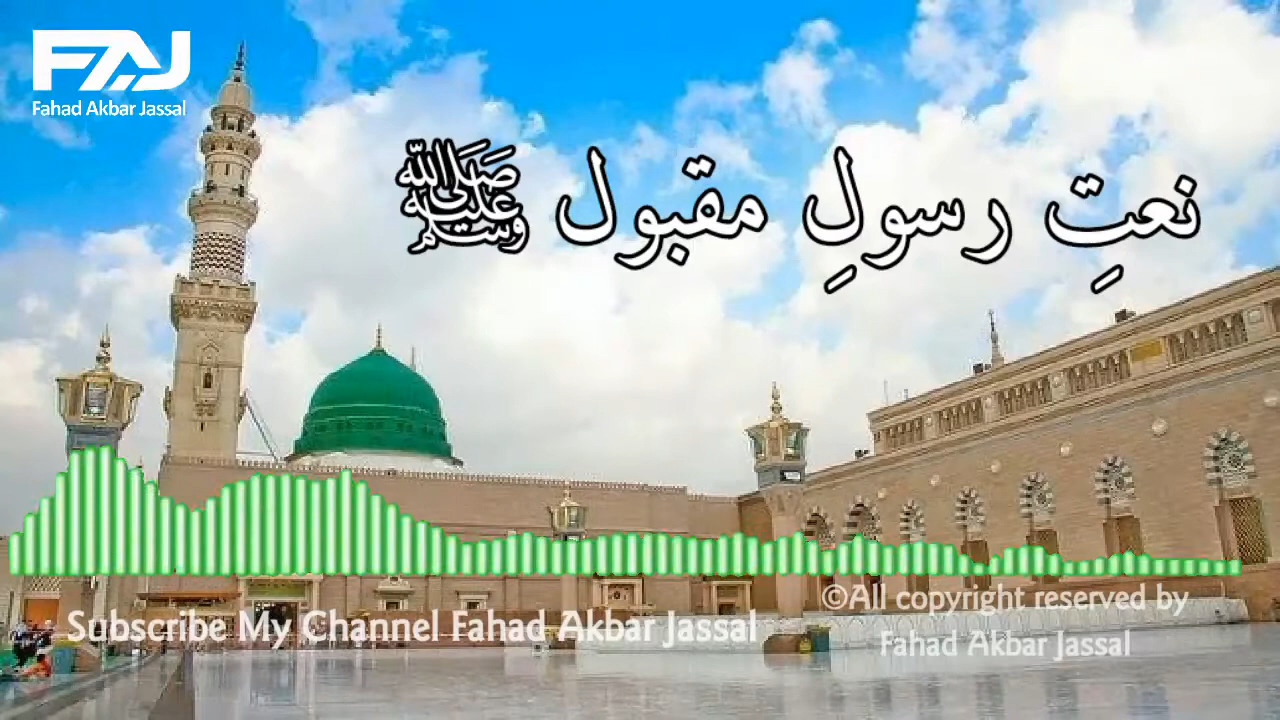 FAJ
Fahad Akbar Jassal
نعتِ رسولِ مقبول ﷺ
Subscribe My Channel Fahad Akbar Jassal
©All copyright reserved by
Fahad Akbar Jassal